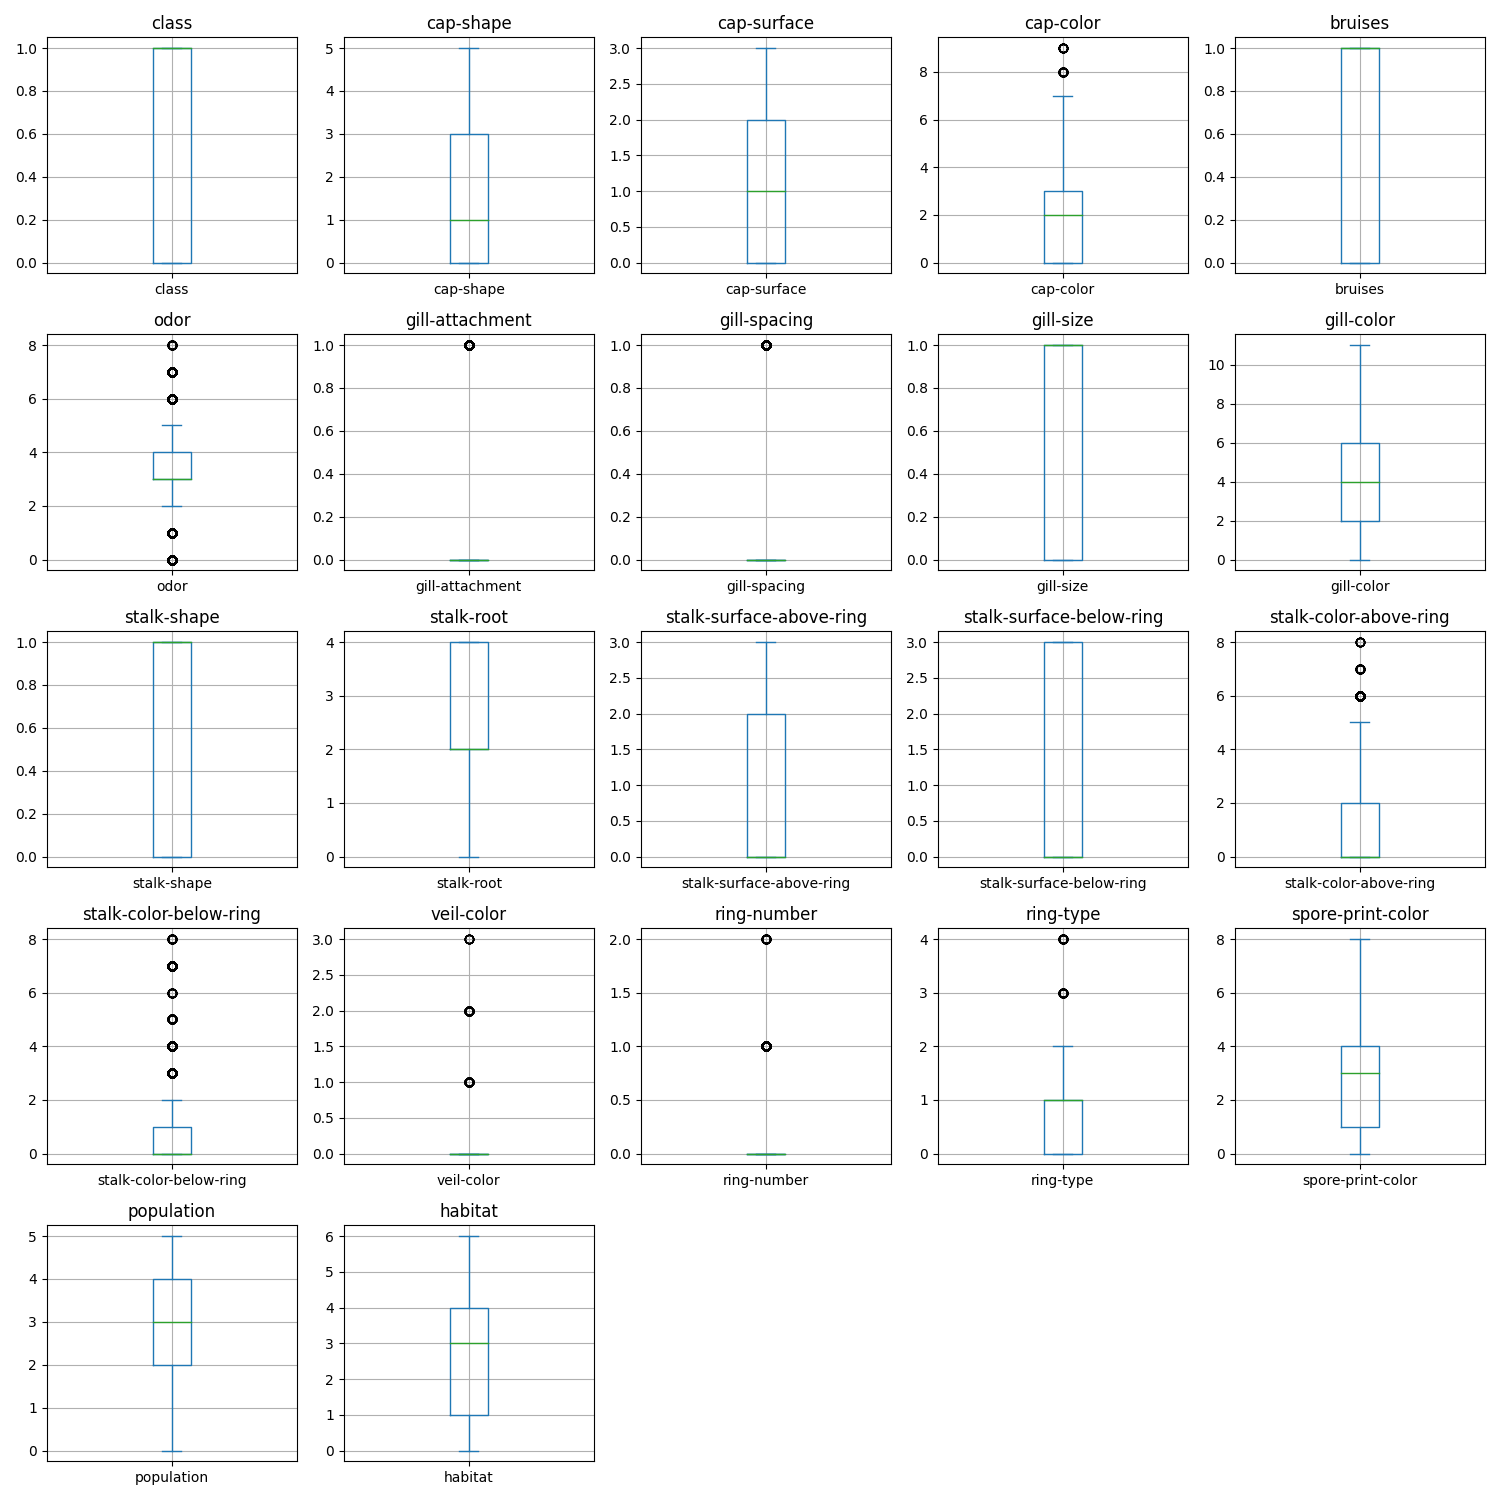 class cap-shape cap-surface cap-color bruises
1.0 0.8 0.6 0.4 0.2 0.0
5 4 3 2 1 0
3.0 2.5 2.0 1.5 1.0 0.5 0.0
8 6 4 2 0
1.0 0.8 0.6 0.4 0.2 0.0
class cap-shape cap-surface cap-color bruises
odor gill-attachment gill-spacing gill-size gill-color
8 6 4 2 0
1.0 0.8 0.6 0.4 0.2 0.0
1.0 0.8 0.6 0.4 0.2 0.0
1.0 0.8 0.6 0.4 0.2 0.0
10 8 6 4 2 0
odor gill-attachment gill-spacing gill-size gill-color
stalk-shape stalk-root stalk-surface-above-ring stalk-surface-below-ring stalk-color-above-ring
1.0 0.8 0.6 0.4 0.2 0.0
4 3 2 1 0
3.0 2.5 2.0 1.5 1.0 0.5 0.0
3.0 2.5 2.0 1.5 1.0 0.5 0.0
8 6 4 2 0
stalk-shape stalk-root stalk-surface-above-ring stalk-surface-below-ring stalk-color-above-ring
stalk-color-below-ring veil-color ring-number ring-type spore-print-color
8 6 4 2 0
3.0 2.5 2.0 1.5 1.0 0.5 0.0
2.0 1.5 1.0 0.5 0.0
4 3 2 1 0
8 6 4 2 0
stalk-color-below-ring veil-color ring-number ring-type spore-print-color
population habitat
5 4 3 2 1 0
6 5 4 3 2 1 0
population habitat